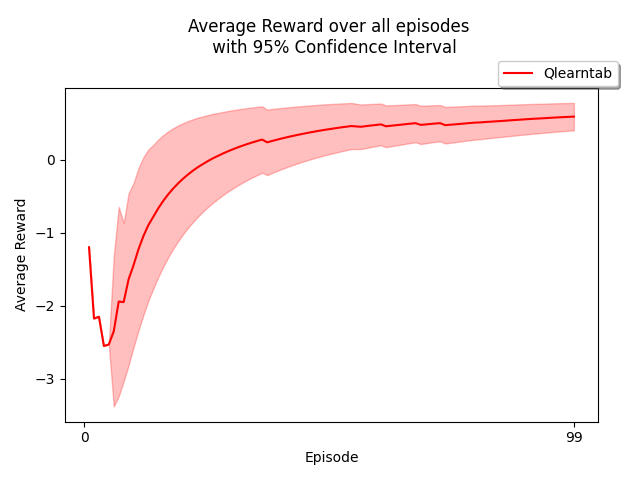 Average Reward over all episodes
with 95% Confidence Interval
Qlearntab
Average Reward
0
−1
−2
−3
0
99
Episode